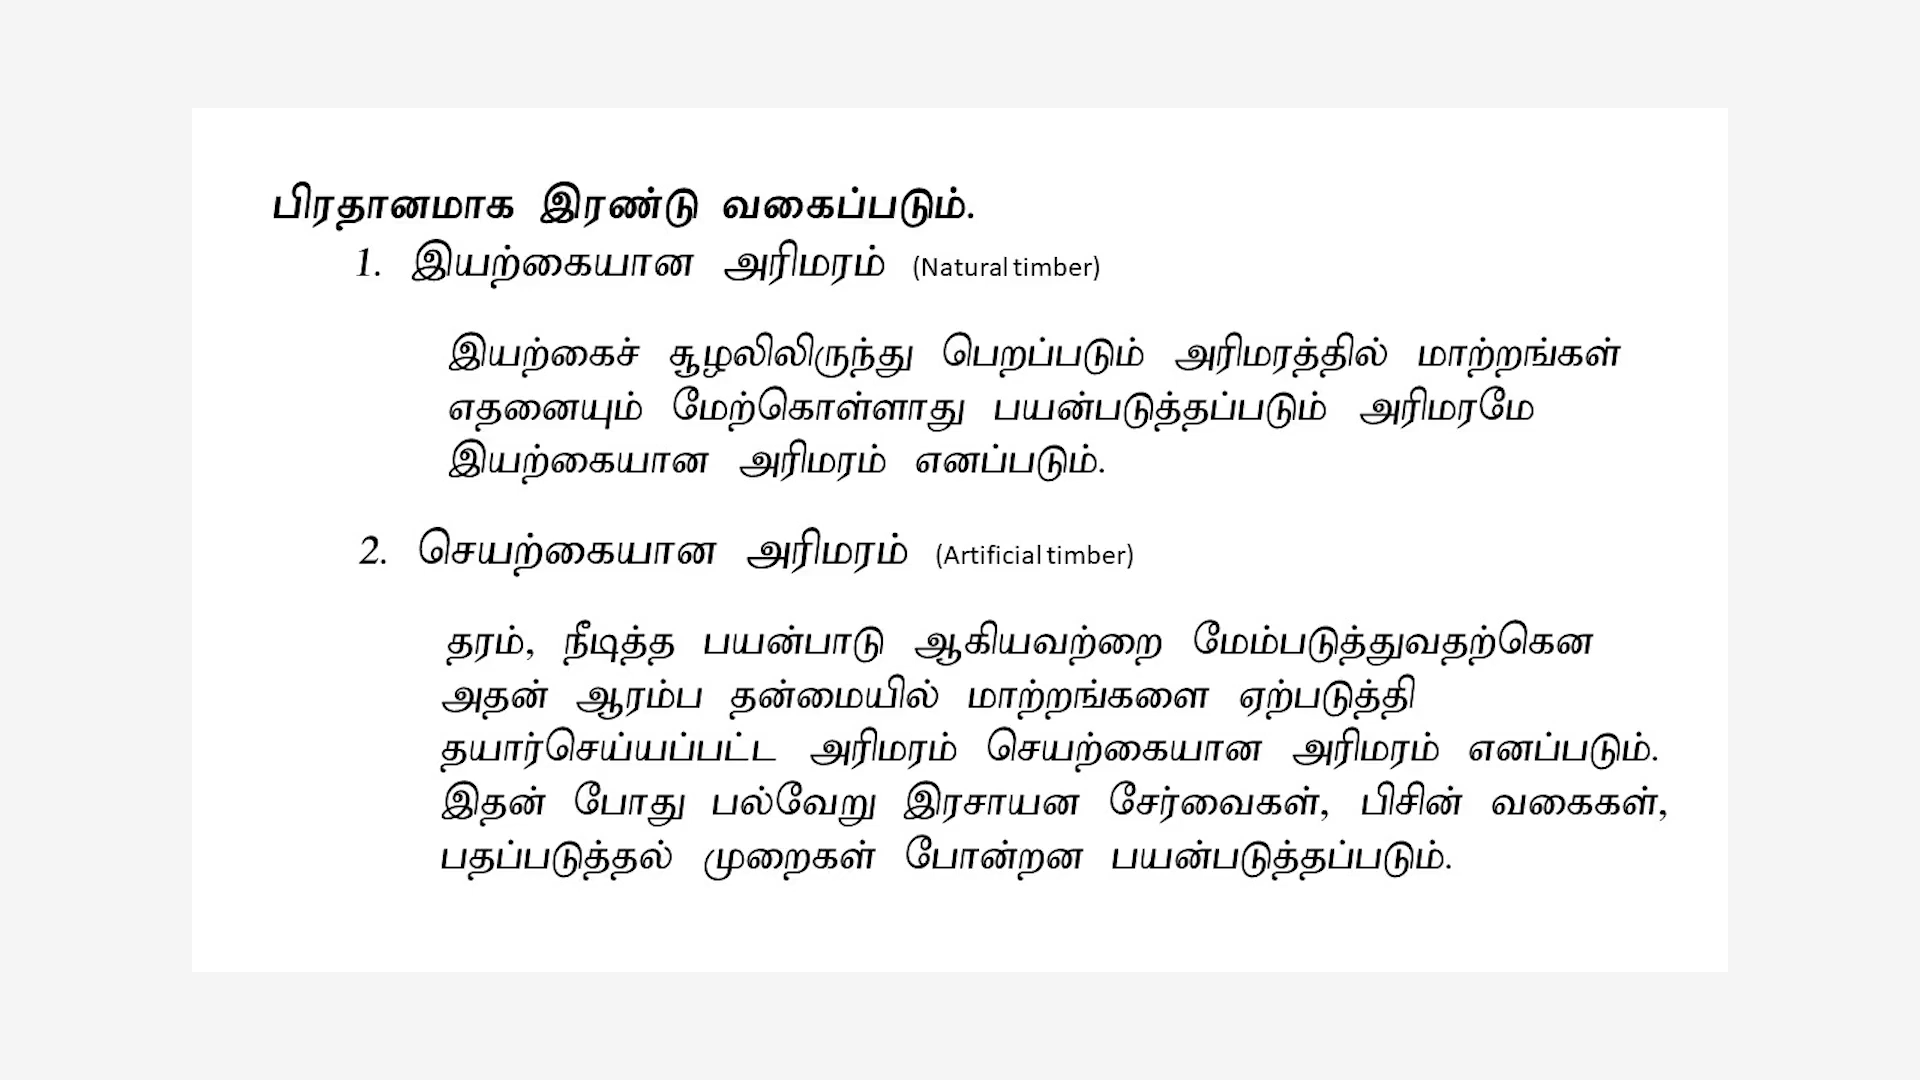 பிரதானமாக இரண்டு வகைப்படும்.
1. இயற்கையான அரிமரம் (Natural timber)
இயற்கைச் சூழலிலிருந்து பெறப்படும் அரிமரத்தில் மாற்றங்கள்
எதனையும் மேற்கொள்ளாது பயன்படுத்தப்படும் அரிமரமே
இயற்கையான அரிமரம் எனப்படும்.
2. செயற்கையான அரிமரம் (Artificial timber)
தரம், நீடித்த பயன்பாடு ஆகியவற்றை மேம்படுத்துவதற்கென
அதன் ஆரம்ப தன்மையில் மாற்றங்களை ஏற்படுத்தி
தயார்செய்யப்பட்ட அரிமரம் செயற்கையான அரிமரம் எனப்படும்.
இதன் போது பல்வேறு இரசாயன சேர்வைகள், பிசின் வகைகள்,
பதப்படுத்தல் முறைகள் போன்றன பயன்படுத்தப்படும்.